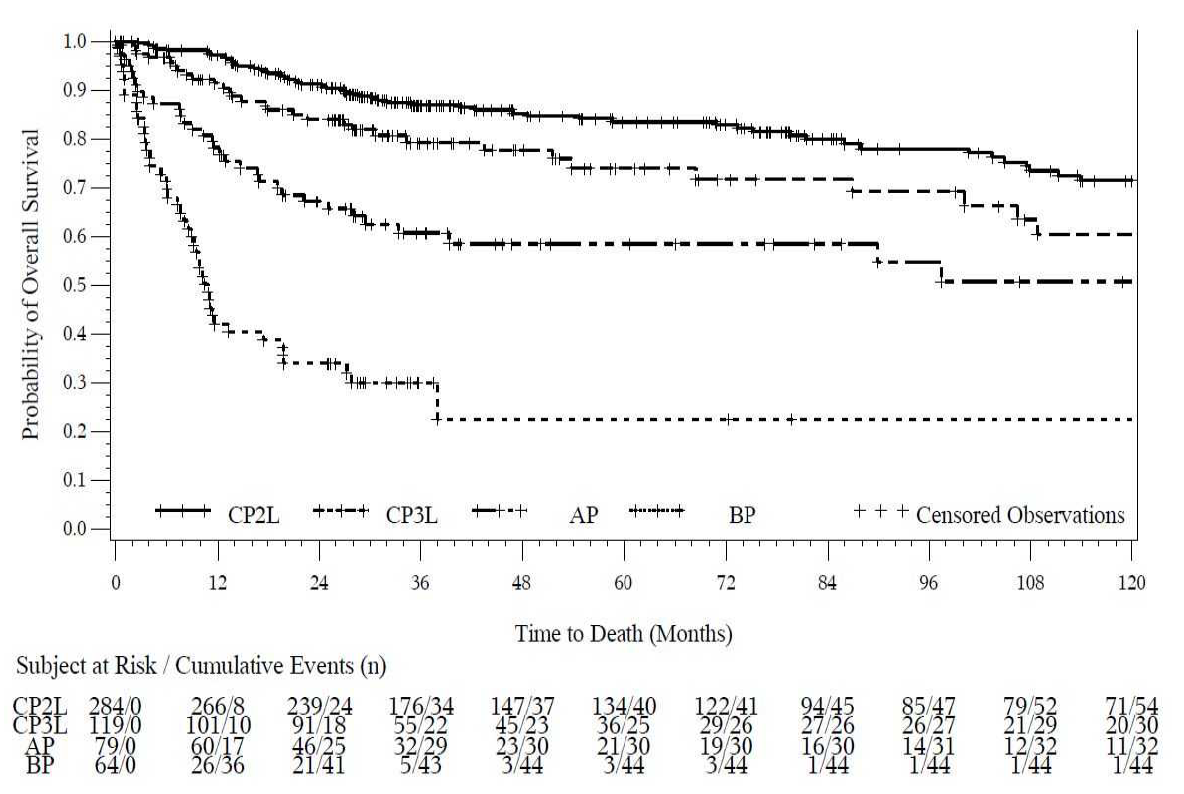 Probability of Overall Survival
1.0
0.9
0.8
0.7
0.6
0.5
0.4
0.3
0.2
0.1
0.0
CP2L CP3L AP BP Censored Observations
0 12 24 36 48 60 72 84 96 108 120
Time to Death (Months)
Subject at Risk / Cumulative Events (n)
CP2L 284/0 266/8 239/24 176/34 147/37 134/40 122/41 94/45 85/47 79/52 71/54
CP3L 119/0 101/10 91/18 55/22 45/23 36/25 29/26 27/26 26/27 21/29 20/30
AP 79/0 60/17 46/25 32/29 23/30 21/30 19/30 16/30 14/31 12/32 11/32
BP 64/0 26/36 21/41 5/43 3/44 3/44 3/44 1/44 1/44 1/44 1/44